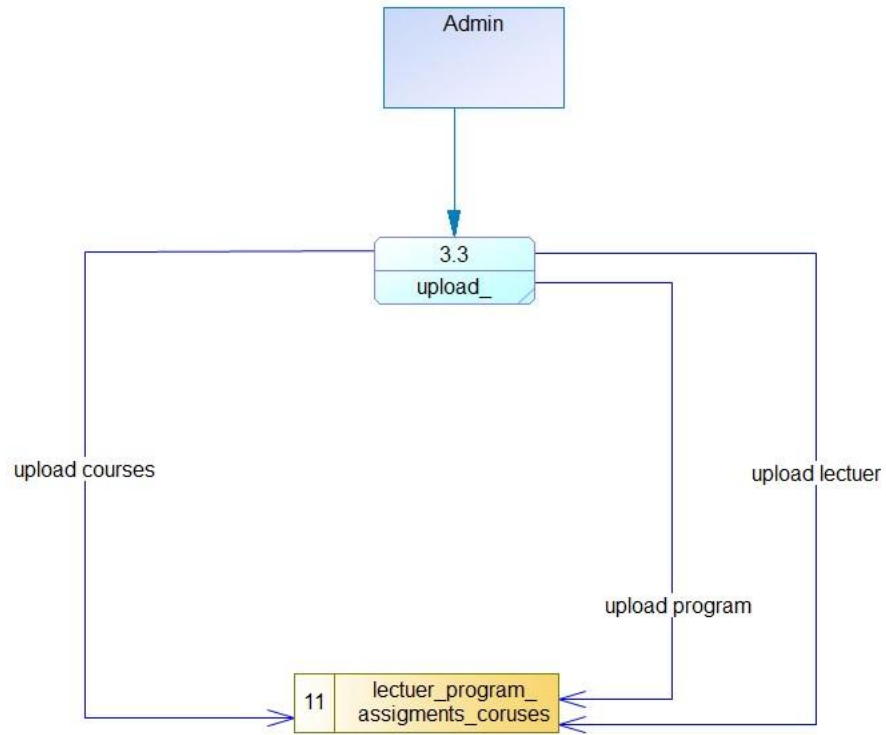 Admin
3.3
upload_
upload courses
upload lectuer
upload program
11
lectuer_program_
assigments_coruses